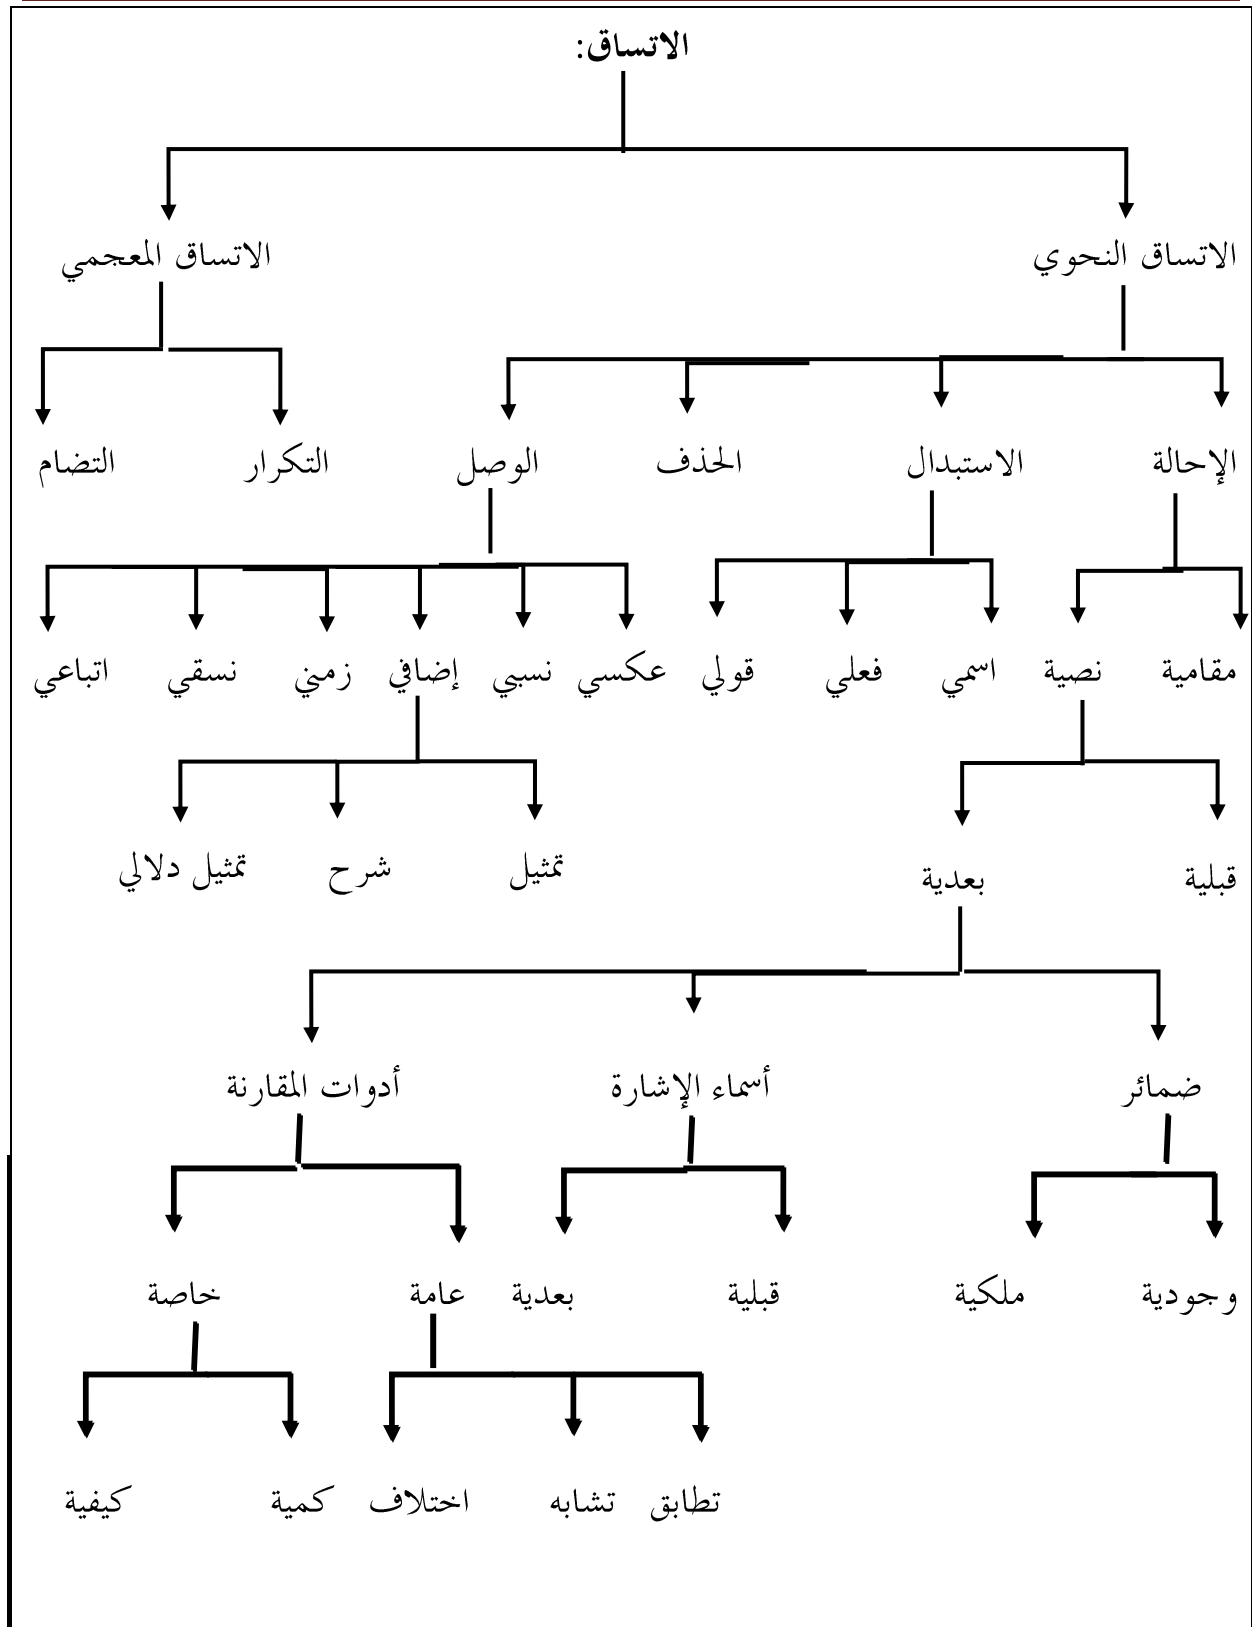 الاتساق:
الاتساق النحوي الاتساق المعجمي
الإحالة الاستبدال الحذف الوصل التكرار التضام
مقامية نصية اسمي فعلي قولي عكسي نسبي إضافي زمني نسقي اتباعي
تمثيل شرح تمثيل دلالي
قبلية بعدية
ضمائر أسماء الإشارة أدوات المقارنة
وجودية ملكية قبلية بعدية عامة خاصة
تطابق تشابه اختلاف كمية كيفية